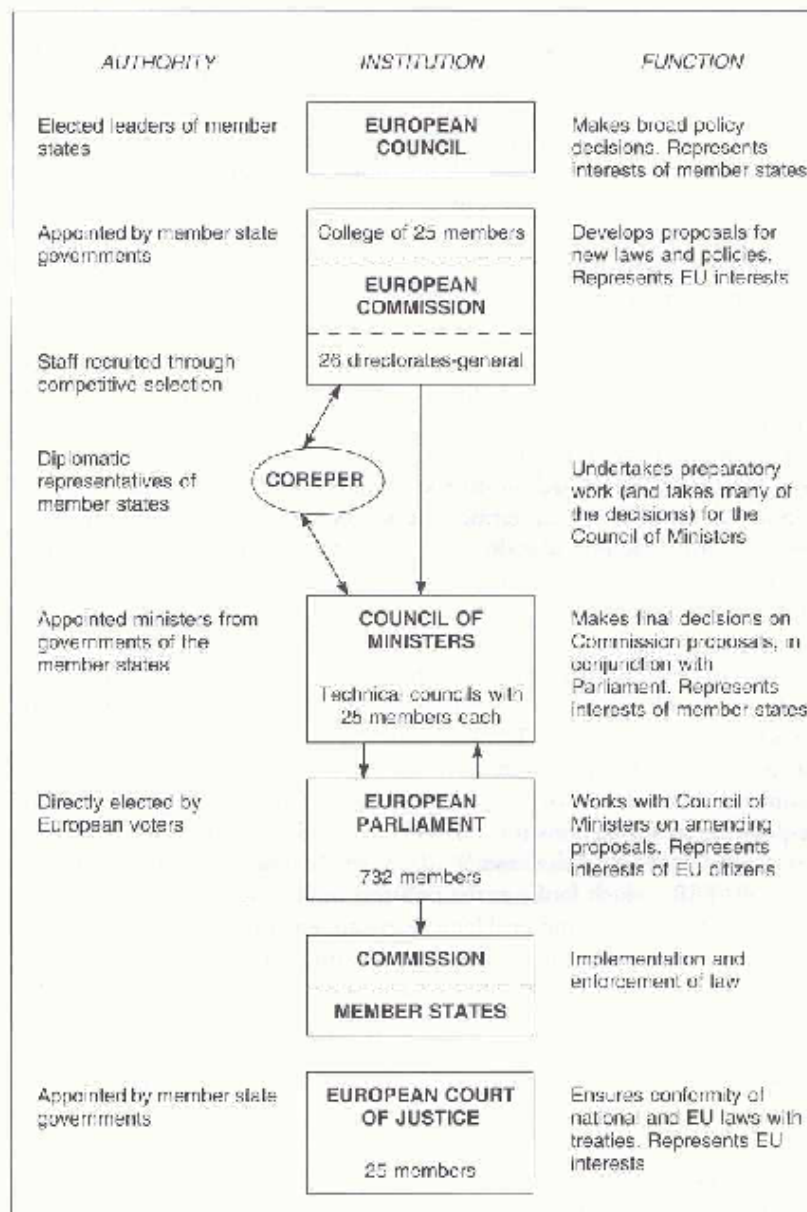 AUTHORITY
INSTITUTION
FUNCTION
Elected leaders of member
states
EUROPEAN
COUNCIL
Makes broad policy
decisions. Represents
interests of member states
Appointed by member state
governments
College of 25 members
EUROPEAN
COMMISSION
Develops proposals for
new laws and policies.
Represents EU interests
Staff recruited through
competitive selection
26 directorates-general
Diplomatic
representatives of
member states
COREPER
Undertakes preparatory
work (and takes many of
the decisions) for the
Council of Ministers
Appointed ministers from
governments of the
member states
COUNCIL OF
MINISTERS
Technical councils with
25 members each
Makes final decisions on
Commission proposals, in
conjunction with
Parliament. Represents
interests of member states
Directly elected by
European voters
EUROPEAN
PARLIAMENT
732 members
Works with Council of
Ministers on amending
proposals. Represents
interests of EU citizens
COMMISSION
MEMBER STATES
Implementation and
enforcement of law
Appointed by member state
governments
EUROPEAN COURT
OF JUSTICE
25 members
Ensures conformity of
national and EU laws with
treaties. Represents EU
interests